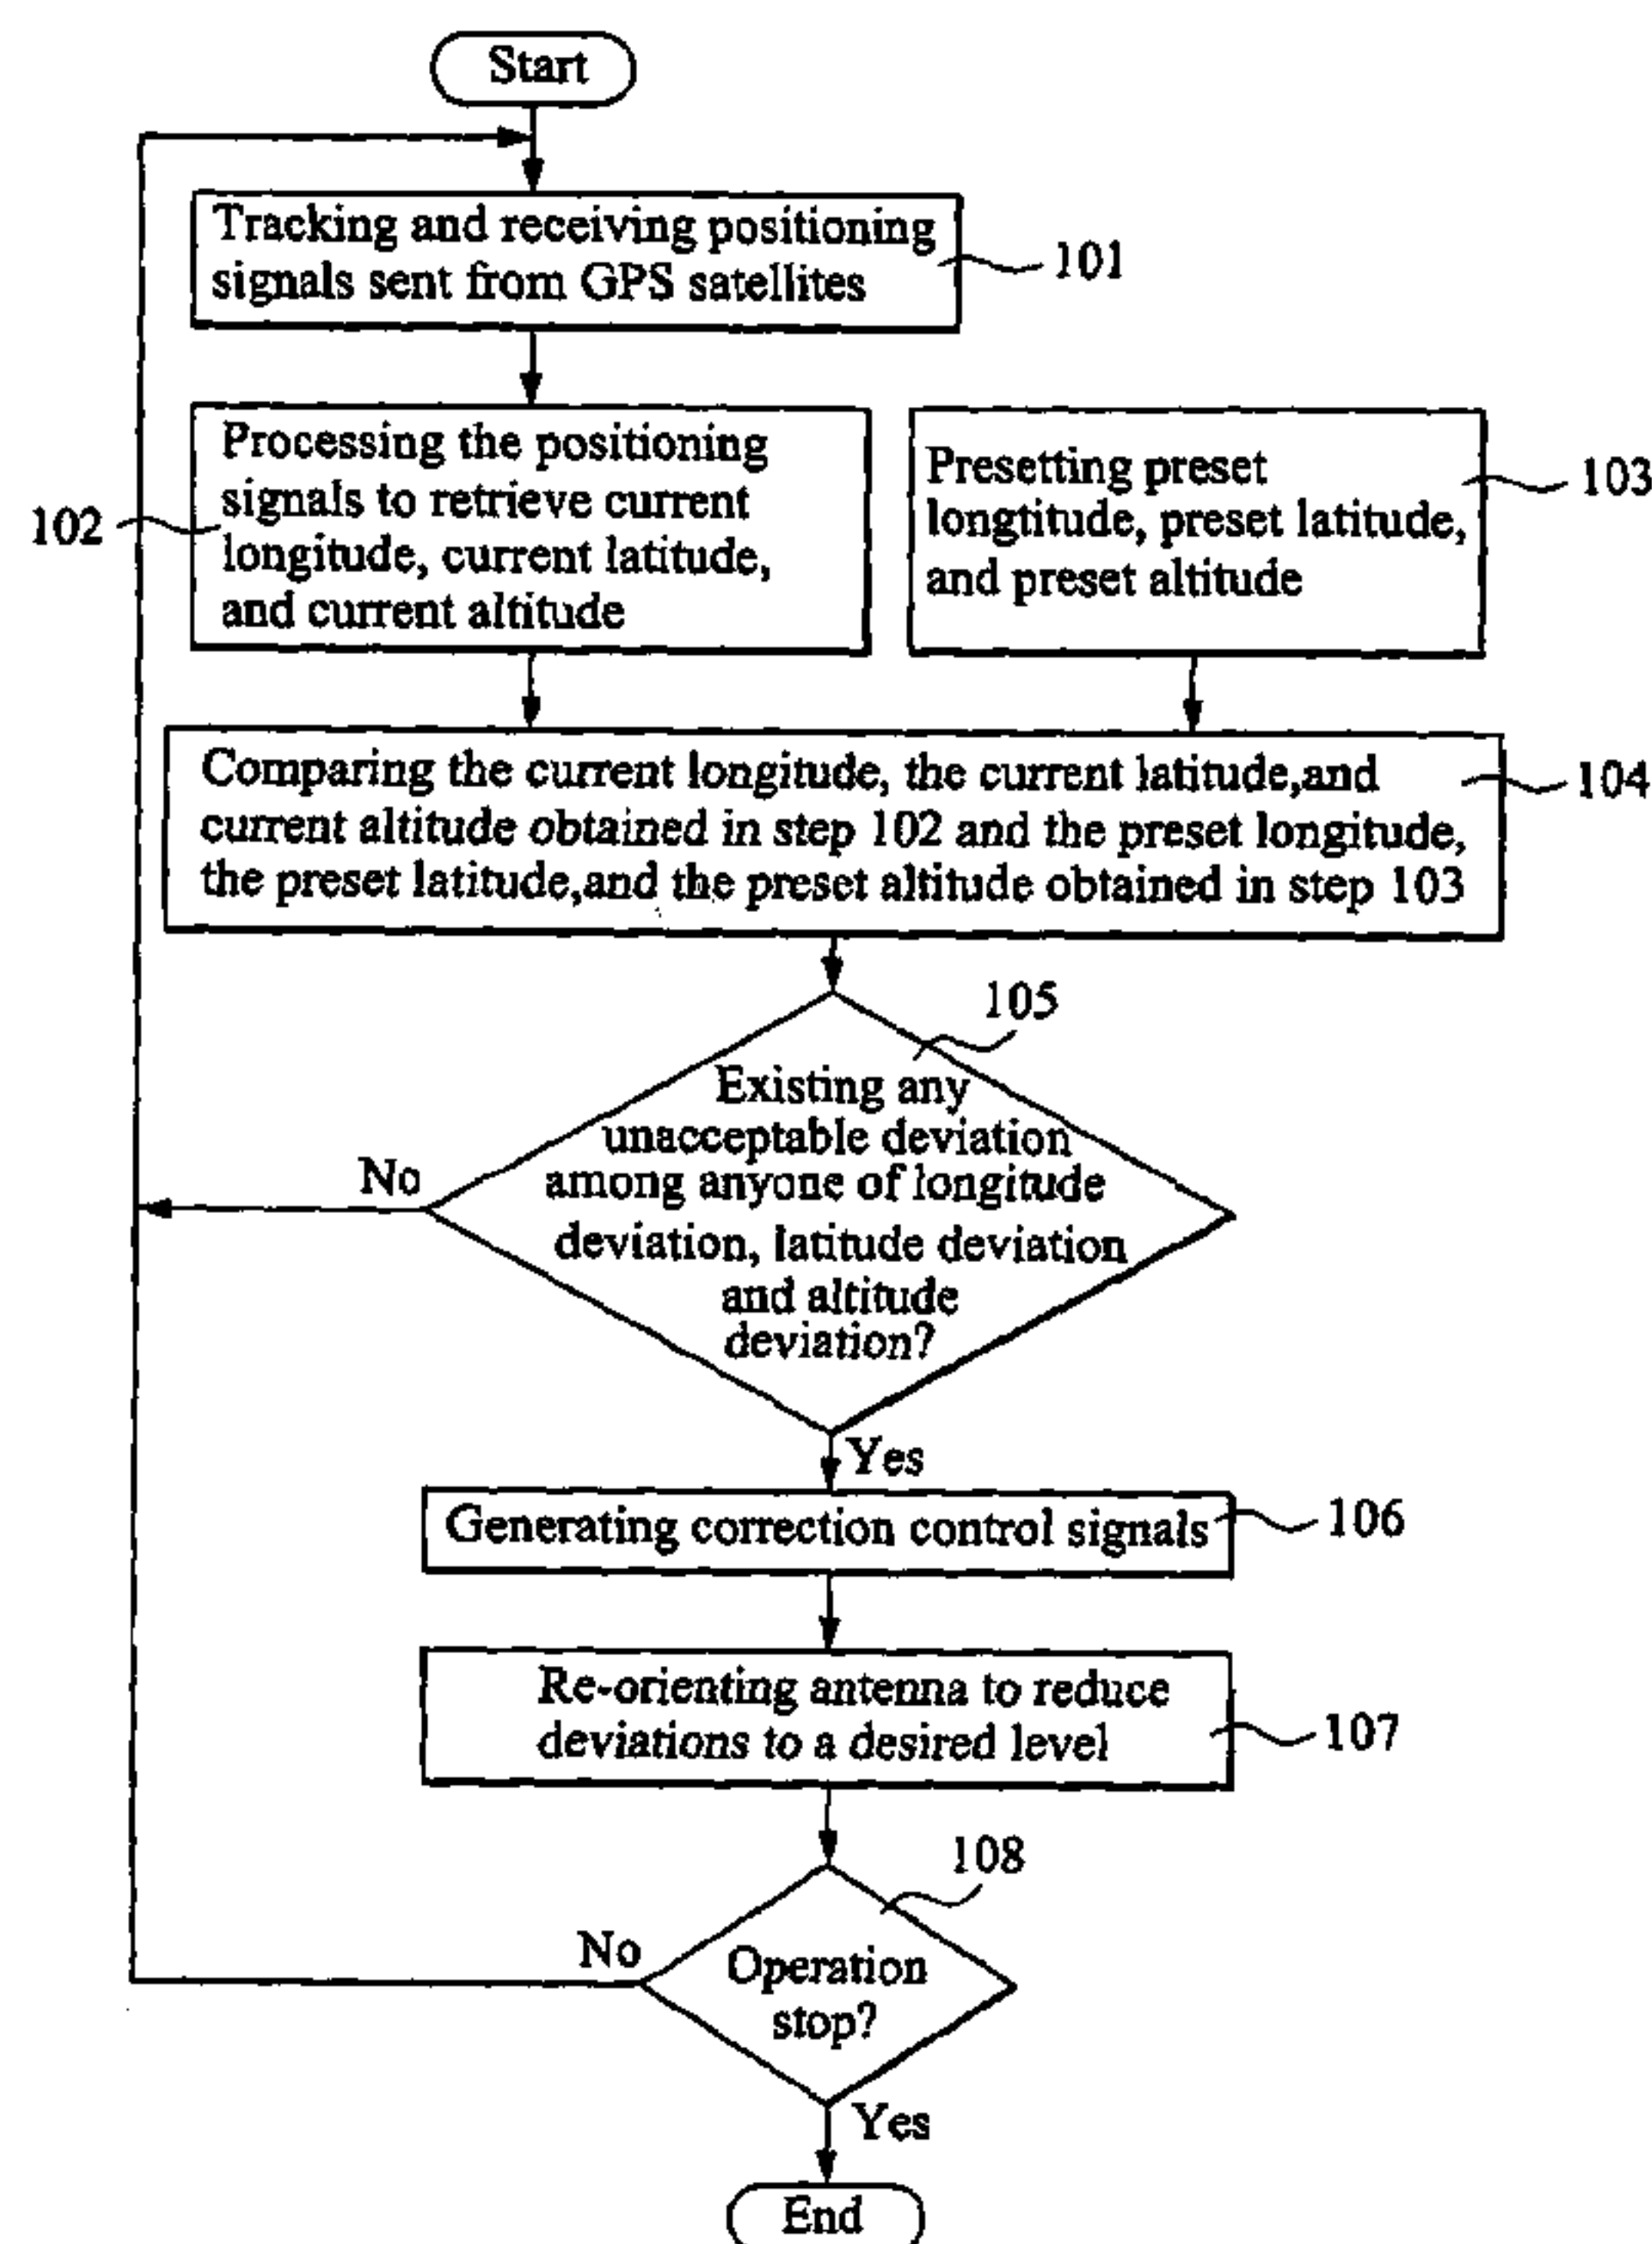 Start
Tracking and receiving positioning
signals sent from GPS satellites
101
Processing the positioning
signals to retrieve current
longitude, current latitude,
and current altitude
102
Presetting preset
longtitude, preset latitude,
and preset altitude
103
Comparing the current longitude, the current latitude,and
current altitude obtained in step 102 and the preset longitude,
the preset latitude,and the preset altitude obtained in step 103
104
105
Existing any
unacceptable deviation
among anyone of longitude
deviation, latitude deviation
and altitude
deviation?
No
Yes
Generating correction control signals
106
Re-orienting antenna to reduce
deviations to a desired level
107
108
Operation
stop?
No
Yes
End